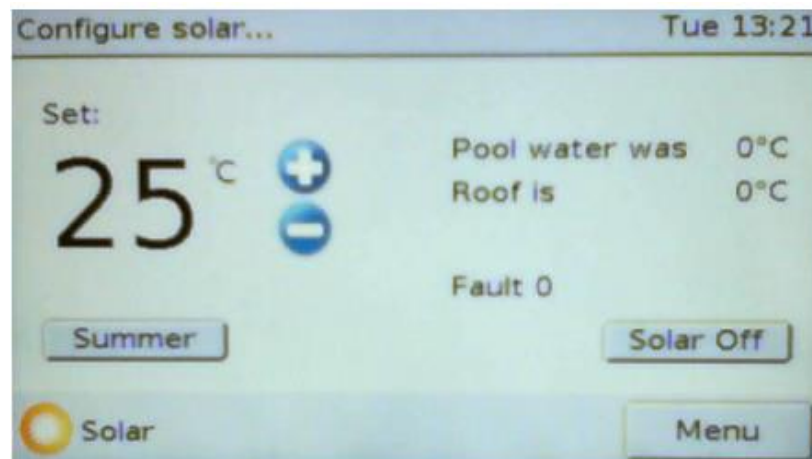 Configure solar... Tue 13:21
Set:
25 °C
Pool water was 0°C
Roof is 0°C
Fault 0
Summer Solar Off
Solar Menu